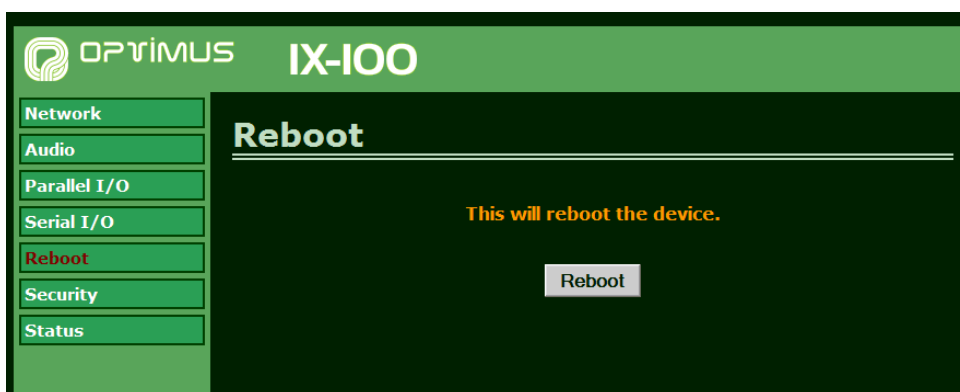 OPTIMUS IX-100
Network
Audio
Parallel I/O
Serial I/O
Reboot
Security
Status
Reboot
This will reboot the device.
Reboot